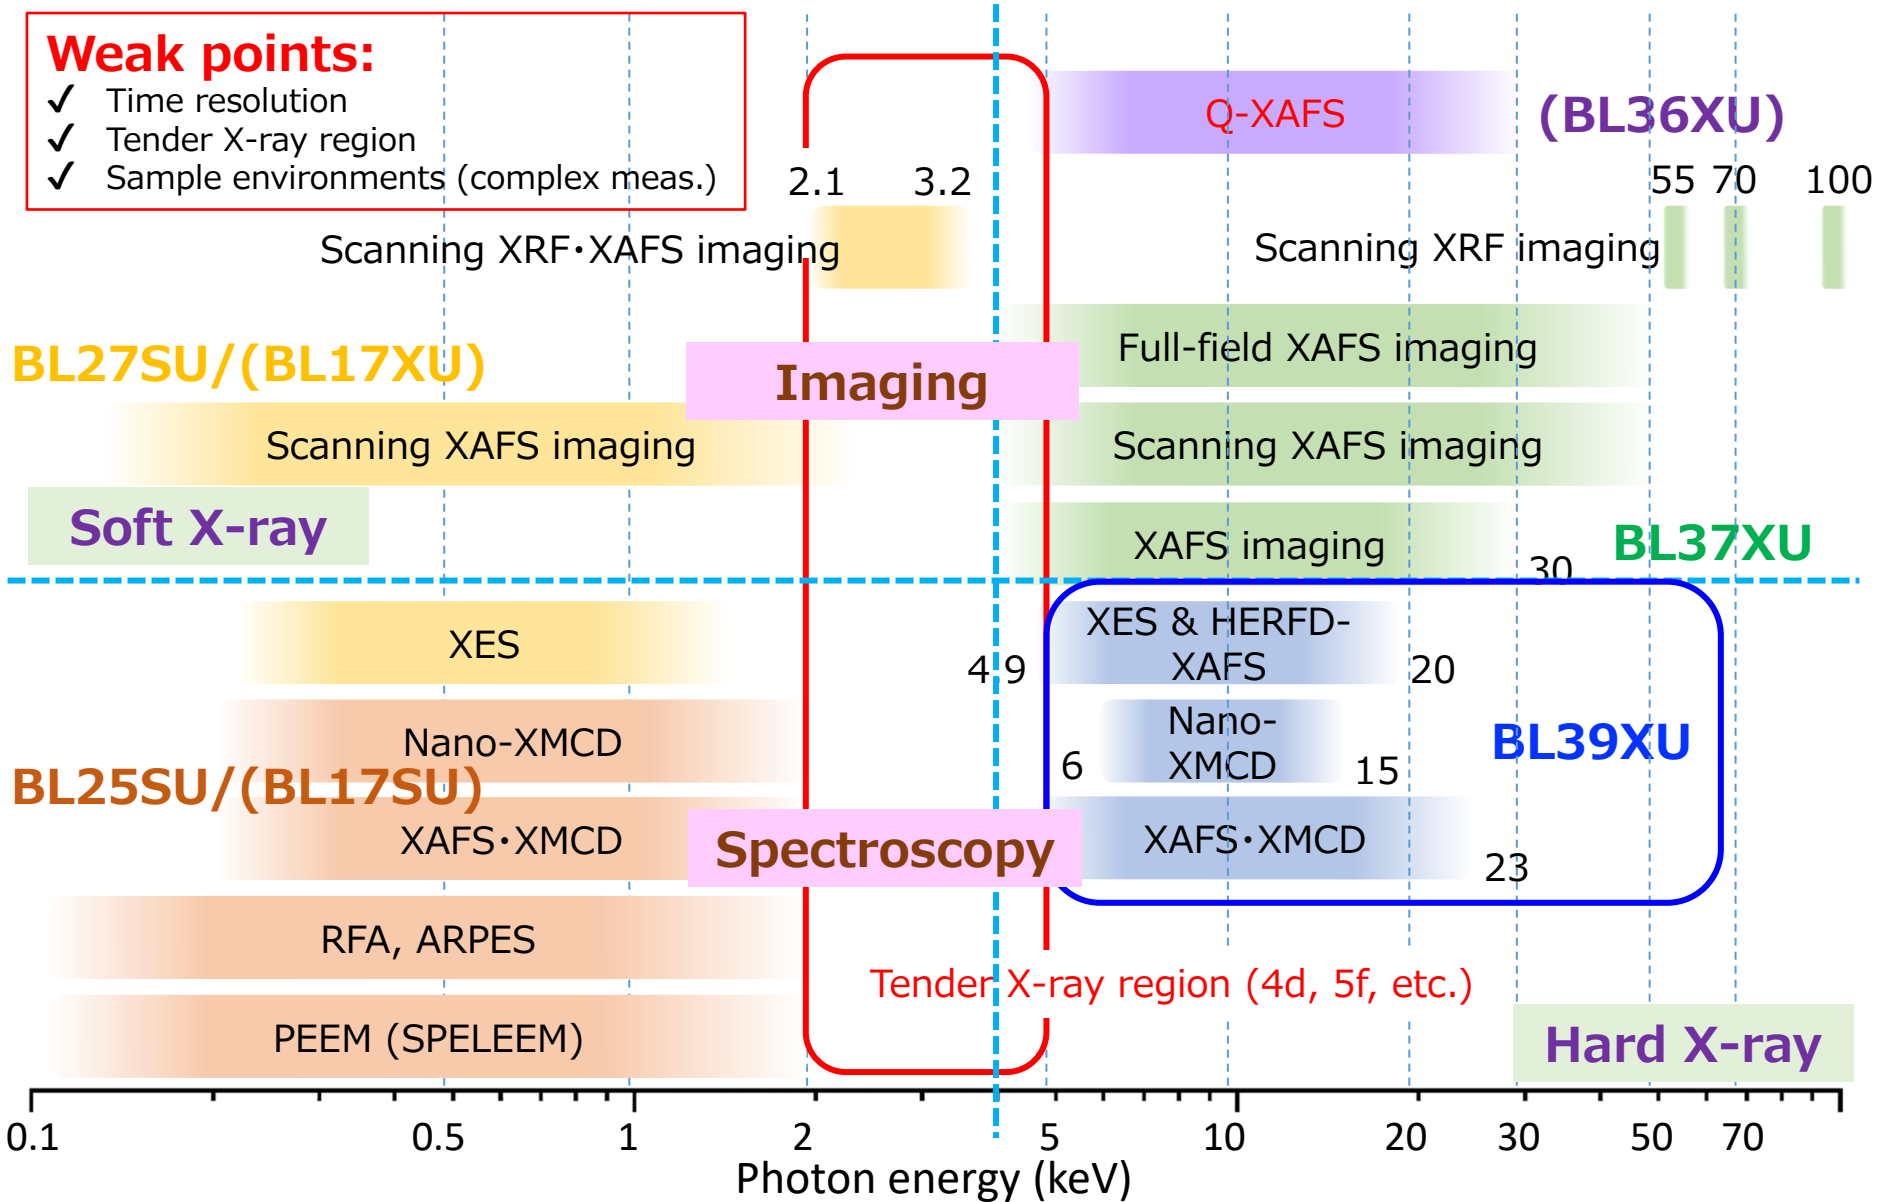 Weak points:
✓ Time resolution
✓ Tender X-ray region
✓ Sample environments (complex meas.)
Q-XAFS
(BL36XU)
2.1 3.2
55 70 100
Scanning XRF・XAFS imaging
Scanning XRF imaging
BL27SU/(BL17XU)
Full-field XAFS imaging
Imaging
Scanning XAFS imaging
Scanning XAFS imaging
Soft X-ray
XAFS imaging
BL37XU
30
XES
XES & HERFD-
XAFS
4.9
20
Nano-XMCD
Nano-
XMCD
6
15
BL39XU
BL25SU/(BL17SU)
XAFS・XMCD
Spectroscopy
XAFS・XMCD
23
RFA, ARPES
Tender X-ray region (4d, 5f, etc.)
PEEM (SPELEEM)
Hard X-ray
0.1 0.5 1 2 5 10 20 30 50 70
Photon energy (keV)